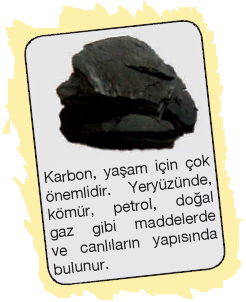 Karbon, yaşam için çok
önemlidir. Yeryüzünde,
kömür, petrol, doğal
gaz gibi maddelerde
ve canlıların yapısında
bulunur.